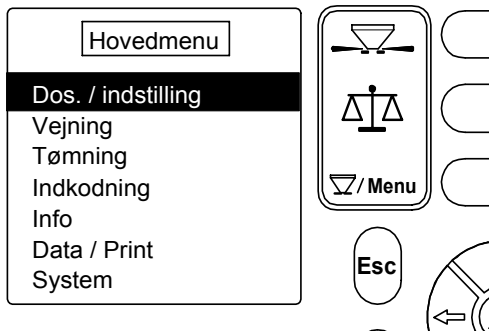 Hovedmenu
Dos. / indstilling
Vejning
Tømning
Indkodning
Info
Data / Print
System
/ Menu
Esc